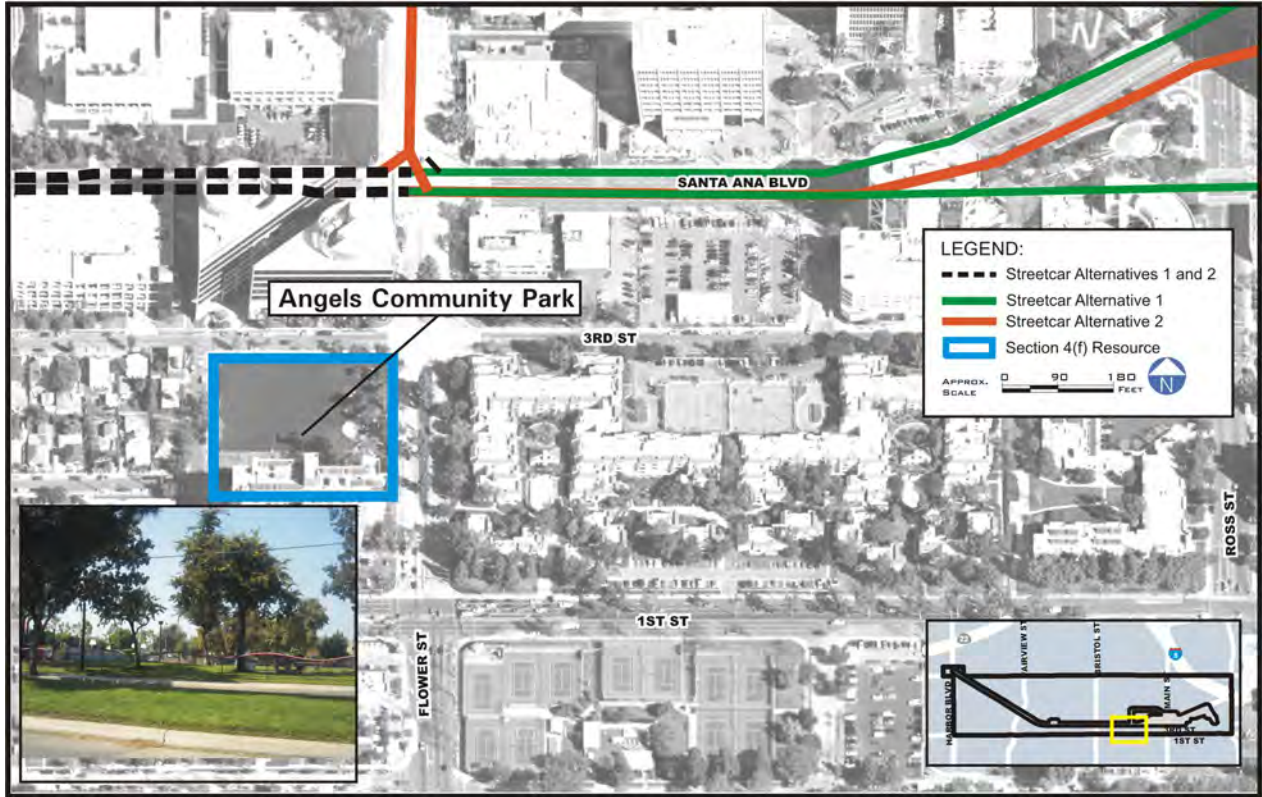 SANTA ANA BLVD
Angels Community Park
3RD ST
LEGEND:
Streetcar Alternatives 1 and 2
Streetcar Alternative 1
Streetcar Alternative 2
Section 4(f) Resource
APPROX.
SCALE
0 90 180
FEET
N
ROSS ST
1ST ST
FLOWER ST
22
HARBOR BLVD
FAIRVIEW ST
BRISTOL ST
MAIN S
5
3RD ST
1ST ST